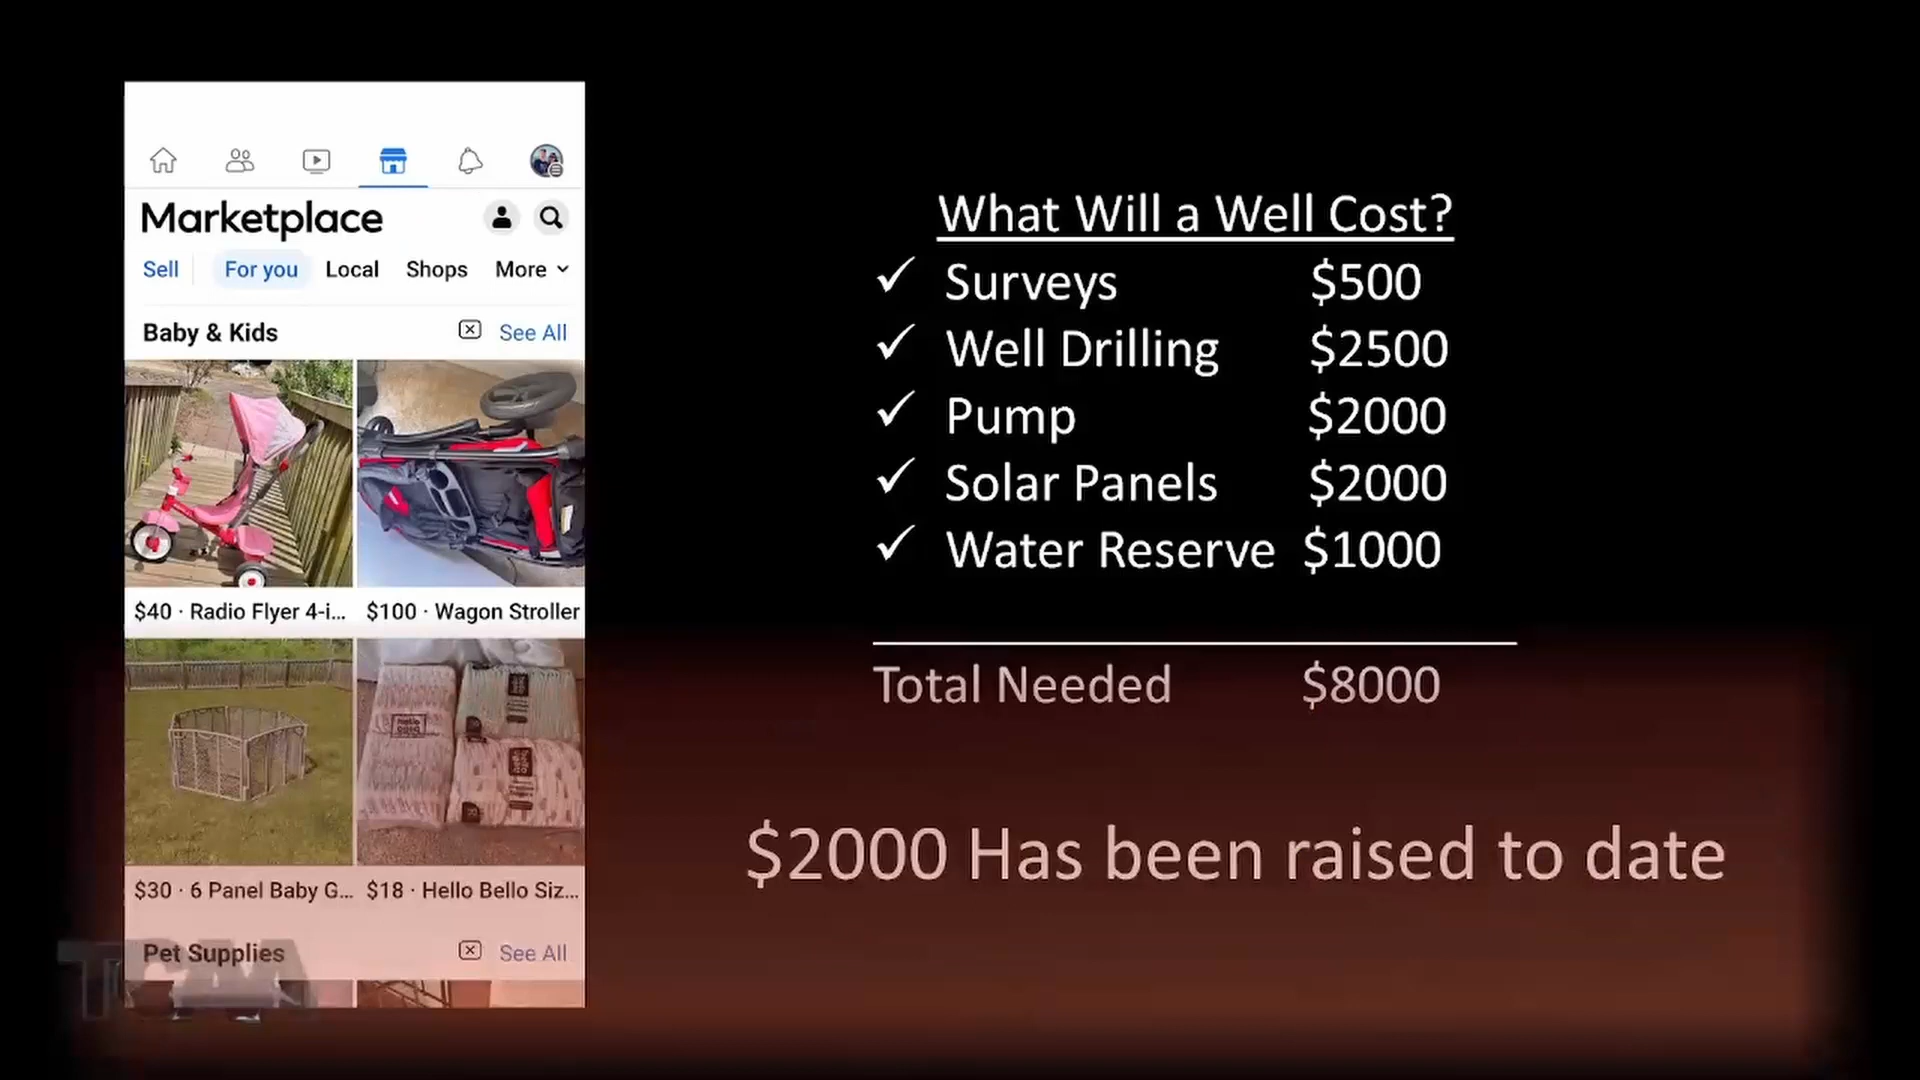 Marketplace
Sell For you Local Shops More
Baby & Kids See All
$40 · Radio Flyer 4-i... $100 · Wagon Stroller
$30 · 6 Panel Baby G... $18 · Hello Bello Siz...
Pet Supplies See All
What Will a Well Cost?
✓ Surveys $500
✓ Well Drilling $2500
✓ Pump $2000
✓ Solar Panels $2000
✓ Water Reserve $1000
Total Needed $8000
$2000 Has been raised to date